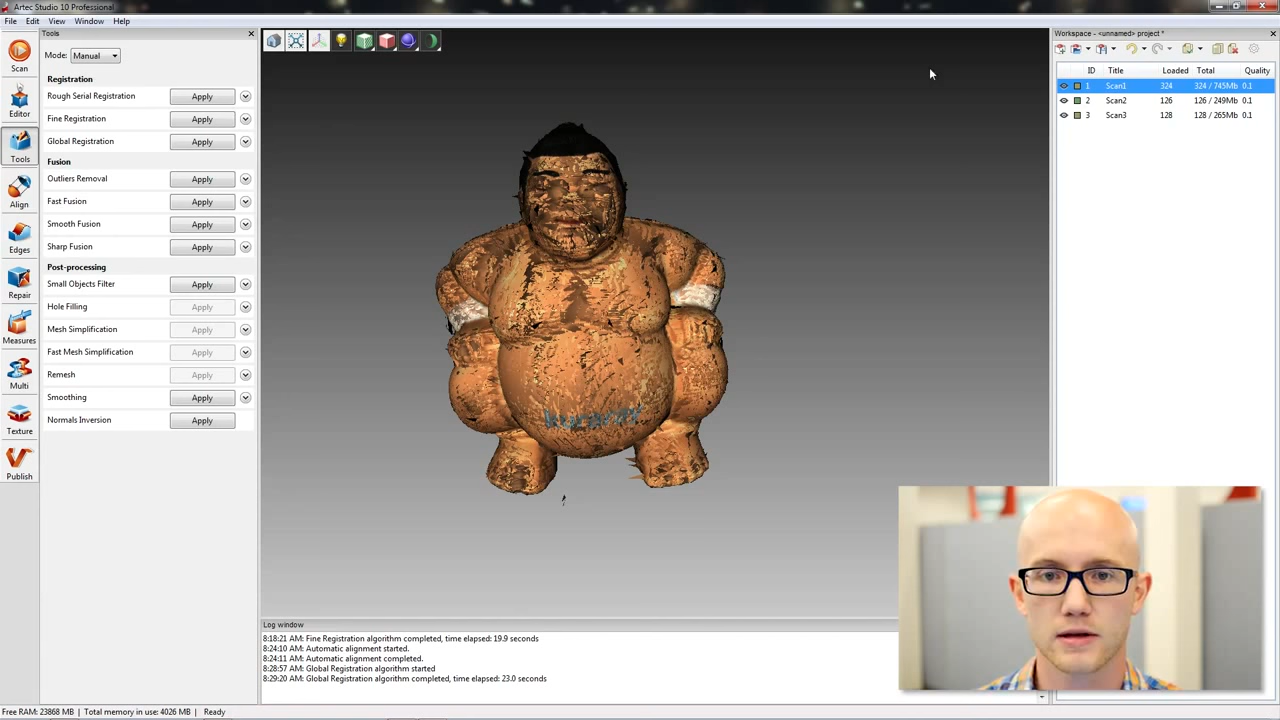 Artec Studio 10 Professional
File Edit View Window Help
Tools
Workspace - <unnamed> project *
Mode: Manual
Scan
Editor
Tools
Align
Edges
Repair
Measures
Multi
Texture
Publish
Registration
Rough Serial Registration Apply
Fine Registration Apply
Global Registration Apply
Fusion
Outliers Removal Apply
Fast Fusion Apply
Smooth Fusion Apply
Sharp Fusion Apply
Post-processing
Small Objects Filter Apply
Hole Filling Apply
Mesh Simplification Apply
Fast Mesh Simplification Apply
Remesh Apply
Smoothing Apply
Normals Inversion Apply
ID Title Loaded Total Quality
1 Scan1 324 324 / 745Mb 0.1
2 Scan2 126 126 / 249Mb 0.1
3 Scan3 128 128 / 265Mb 0.1
Log window
8:18:21 AM: Fine Registration algorithm completed, time elapsed: 19.9 seconds
8:24:10 AM: Automatic alignment started.
8:24:11 AM: Automatic alignment completed.
8:28:57 AM: Global Registration algorithm started
8:29:20 AM: Global Registration algorithm completed, time elapsed: 23.0 seconds
Free RAM: 23868 MB | Total memory in use: 4026 MB | Ready